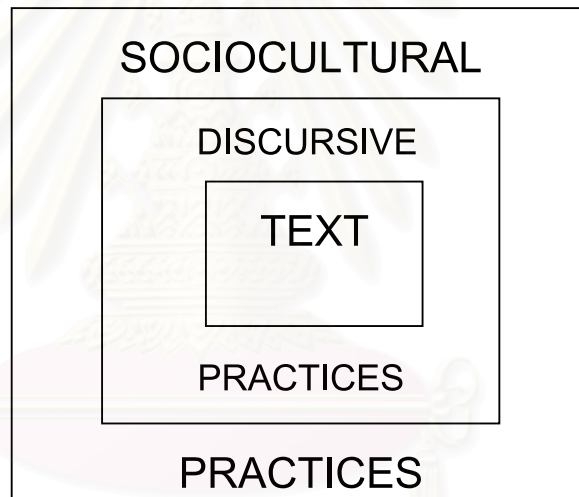 SOCIOCULTURAL
DISCURSIVE
TEXT
PRACTICES
PRACTICES